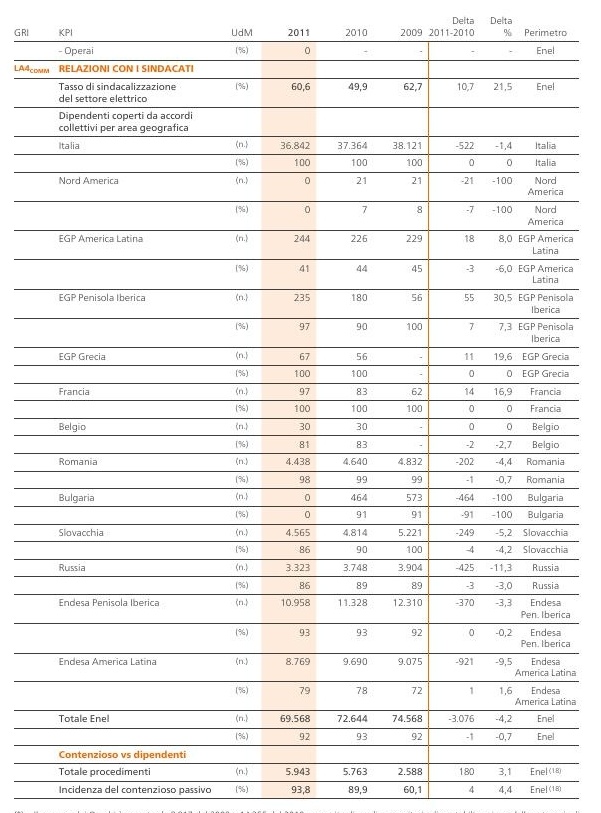 Delta Delta
GRI KPI UdM 2011 2010 2009 2011-2010 % Perimetro
- Operai (%) 0 - - - - Enel
LA4COMM RELAZIONI CON I SINDACATI
Tasso di sindacalizzazione (%) 60,6 49,9 62,7 10,7 21,5 Enel
del settore elettrico
Dipendenti coperti da accordi
collettivi per area geografica
Italia (n.) 36.842 37.364 38.121 -522 -1,4 Italia
(%) 100 100 100 0 0 Italia
Nord America (n.) 0 21 21 -21 -100 Nord
America
(%) 0 7 8 -7 -100 Nord
America
EGP America Latina (n.) 244 226 229 18 8,0 EGP America
Latina
(%) 41 44 45 -3 -6,0 EGP America
Latina
EGP Penisola Iberica (n.) 235 180 56 55 30,5 EGP Penisola
Iberica
(%) 97 90 100 7 7,3 EGP Penisola
Iberica
EGP Grecia (n.) 67 56 - 11 19,6 EGP Grecia
(%) 100 100 - 0 0 EGP Grecia
Francia (n.) 97 83 62 14 16,9 Francia
(%) 100 100 100 0 0 Francia
Belgio (n.) 30 30 - 0 0 Belgio
(%) 81 83 - -2 -2,7 Belgio
Romania (n.) 4.438 4.640 4.832 -202 -4,4 Romania
(%) 98 99 99 -1 -0,7 Romania
Bulgaria (n.) 0 464 573 -464 -100 Bulgaria
(%) 0 91 91 -91 -100 Bulgaria
Slovacchia (n.) 4.565 4.814 5.221 -249 -5,2 Slovacchia
(%) 86 90 100 -4 -4,2 Slovacchia
Russia (n.) 3.323 3.748 3.904 -425 -11,3 Russia
(%) 86 89 89 -3 -3,0 Russia
Endesa Penisola Iberica (n.) 10.958 11.328 12.310 -370 -3,3 Endesa
Pen. Iberica
(%) 93 93 92 0 -0,2 Endesa
Pen. Iberica
Endesa America Latina (n.) 8.769 9.690 9.075 -921 -9,5 Endesa
America Latina
(%) 79 78 72 1 1,6 Endesa
America Latina
Totale Enel (n.) 69.568 72.644 74.568 -3.076 -4,2 Enel
(%) 92 93 92 -1 -0,7 Enel
Contenzioso vs dipendenti
Totale procedimenti (n.) 5.943 5.763 2.588 180 3,1 Enel (18)
Incidenza del contenzioso passivo (%) 93,8 89,9 60,1 4 4,4 Enel (18)